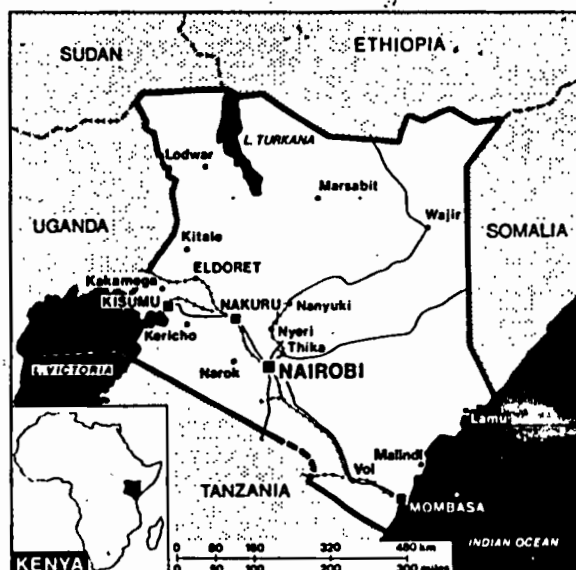 SUDAN
ETHIOPIA
L. TURKANA
Lodwar
Marsabit
UGANDA
Wajir
SOMALIA
Kitale
ELDORET
Kakamega
KISUMU
NAKURU
Nanyuki
Nyeri
Kericho
Thika
L. VICTORIA
Narok
NAIROBI
Lamu
Malindi
Voi
TANZANIA
MOMBASA
INDIAN OCEAN
KENYA
0 80 160 240 320 400 480 km
0 100 200 300 miles